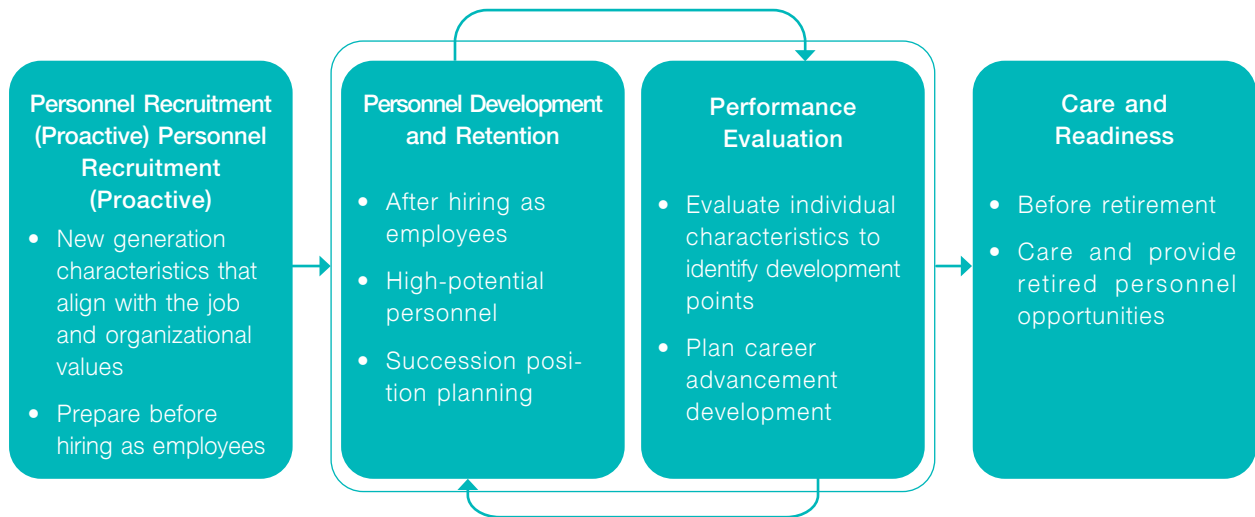 Personnel Recruitment
(Proactive) Personnel
Recruitment
(Proactive)
• New generation
characteristics that
align with the job
and organizational
values
• Prepare before
hiring as employees
Personnel Development
and Retention
• After hiring as
employees
• High-potential
personnel
• Succession posi-
tion planning
Performance
Evaluation
• Evaluate individual
characteristics to
identify development
points
• Plan career
advancement
development
Care and
Readiness
• Before retirement
• Care and provide
retired personnel
opportunities